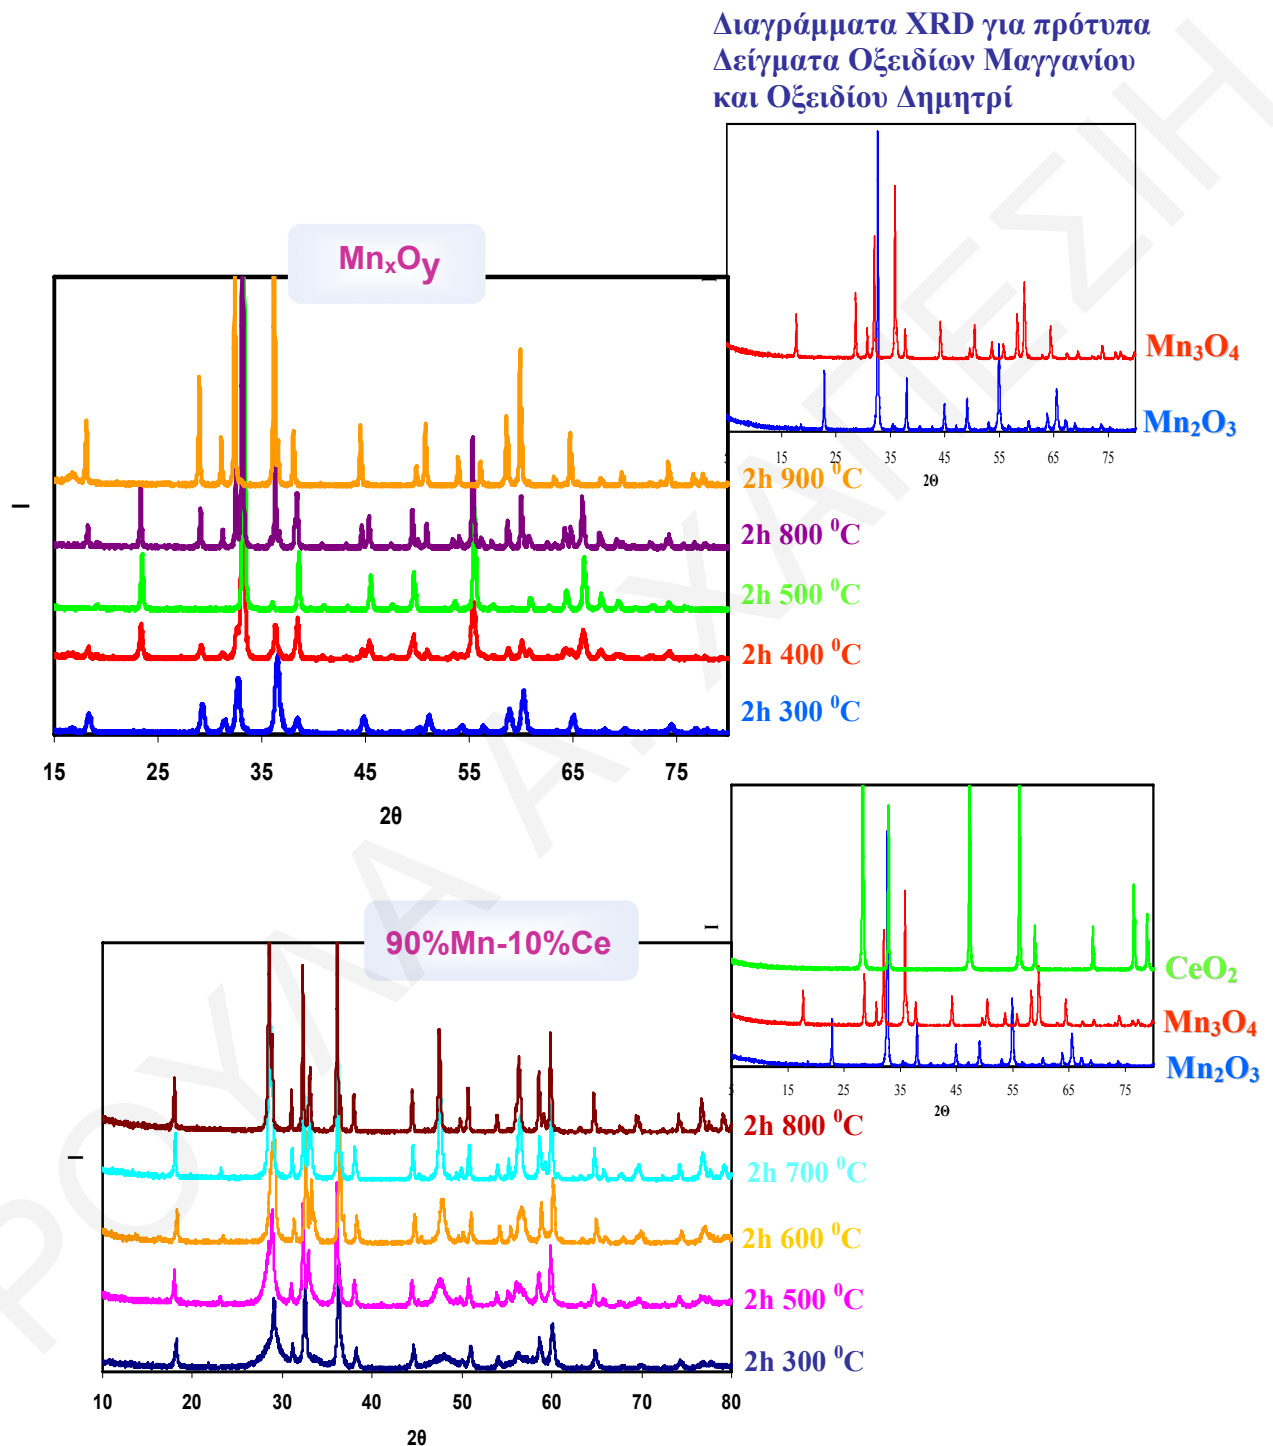 Διαγράμματα XRD για πρότυπα
Δείγματα Οξειδίων Μαγγανίου
και Οξειδίου Δημητρί
I
Mn₃O₄
Mn₂O₃
5 15 25 35 45 55 65 75
2θ
MnₓOy
I
2h 900 ⁰C
2h 800 ⁰C
2h 500 ⁰C
2h 400 ⁰C
2h 300 ⁰C
15 25 35 45 55 65 75
2θ
I
CeO₂
Mn₃O₄
Mn₂O₃
5 15 25 35 45 55 65 75
2θ
90%Mn-10%Ce
I
2h 800 ⁰C
2h 700 ⁰C
2h 600 ⁰C
2h 500 ⁰C
2h 300 ⁰C
10 20 30 40 50 60 70 80
2θ
ΡΟΥΛΑ Α. ΧΑΠΕΣΙΗ